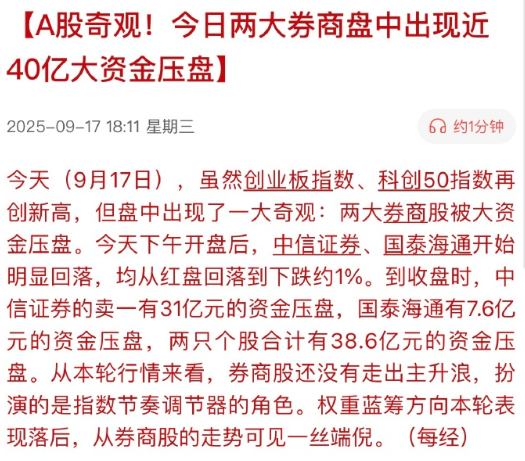 【A股奇观！今日两大券商盘中出现近
40亿大资金压盘】
2025-09-17 18:11 星期三
约1分钟
今天（9月17日），虽然创业板指数、科创50指数再
创新高，但盘中出现了一大奇观：两大券商股被大资
金压盘。今天下午开盘后，中信证券、国泰海通开始
明显回落，均从红盘回落到下跌约1%。到收盘时，中
信证券的卖一有31亿元的资金压盘，国泰海通有7.6亿
元的资金压盘，两只个股合计有38.6亿元的资金压
盘。从本轮行情来看，券商股还没有走出主升浪，扮
演的是指数节奏调节器的角色。权重蓝筹方向本轮表
现落后，从券商股的走势可见一丝端倪。（每经）